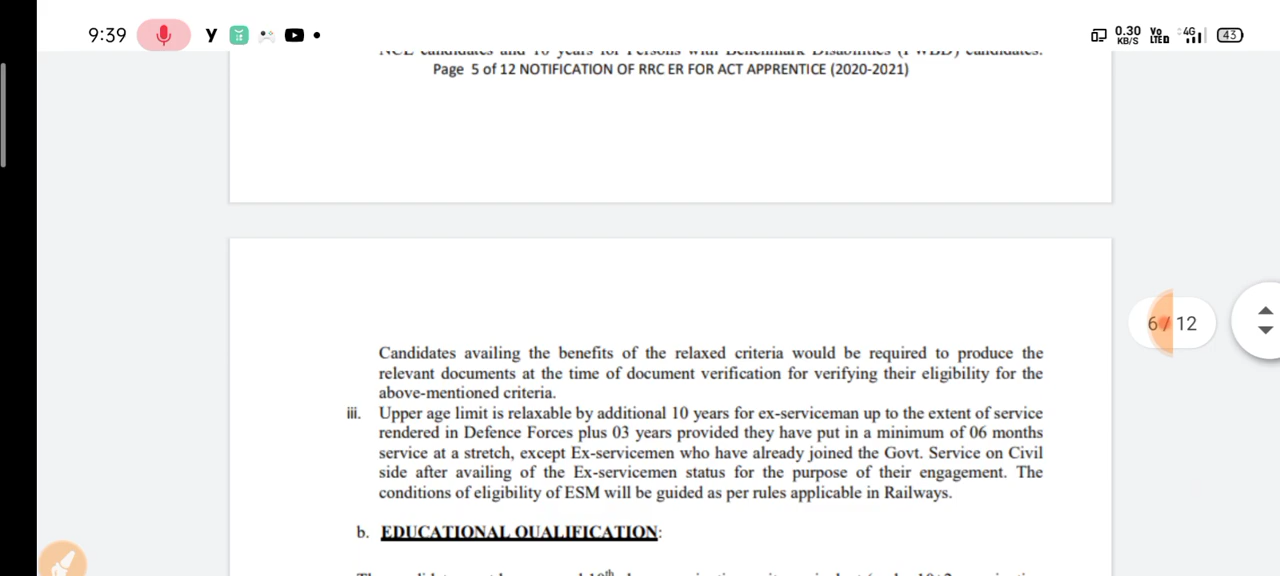 9:39 y 0.30 KB/S Vo LTE D 4G 43
NCL candidates and 10 years for Persons with Benchmark Disabilities (PwBD) candidates.
Page 5 of 12 NOTIFICATION OF RRC ER FOR ACT APPRENTICE (2020-2021)
6 / 12
Candidates availing the benefits of the relaxed criteria would be required to produce the
relevant documents at the time of document verification for verifying their eligibility for the
above-mentioned criteria.
iii. Upper age limit is relaxable by additional 10 years for ex-serviceman up to the extent of service
rendered in Defence Forces plus 03 years provided they have put in a minimum of 06 months
service at a stretch, except Ex-servicemen who have already joined the Govt. Service on Civil
side after availing of the Ex-servicemen status for the purpose of their engagement. The
conditions of eligibility of ESM will be guided as per rules applicable in Railways.
b. EDUCATIONAL QUALIFICATION: